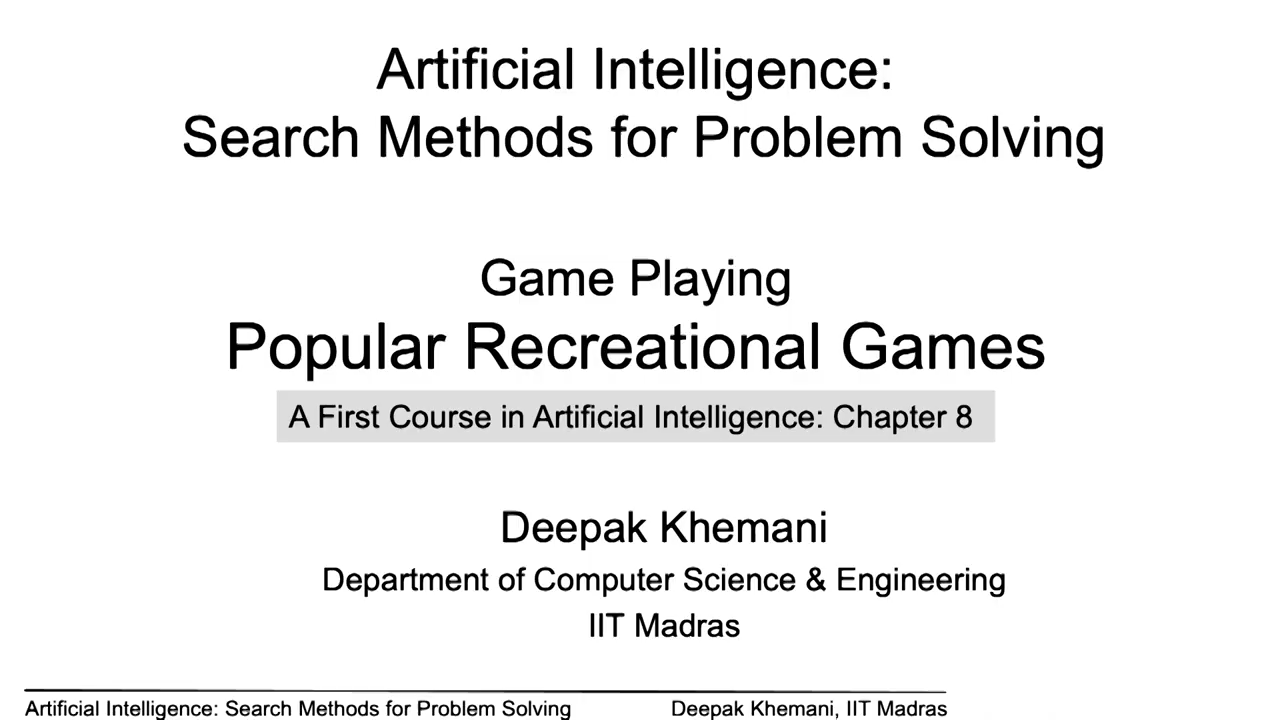 Artificial Intelligence:
Search Methods for Problem Solving
Game Playing
Popular Recreational Games
A First Course in Artificial Intelligence: Chapter 8
Deepak Khemani
Department of Computer Science & Engineering
IIT Madras
Artificial Intelligence: Search Methods for Problem Solving Deepak Khemani, IIT Madras